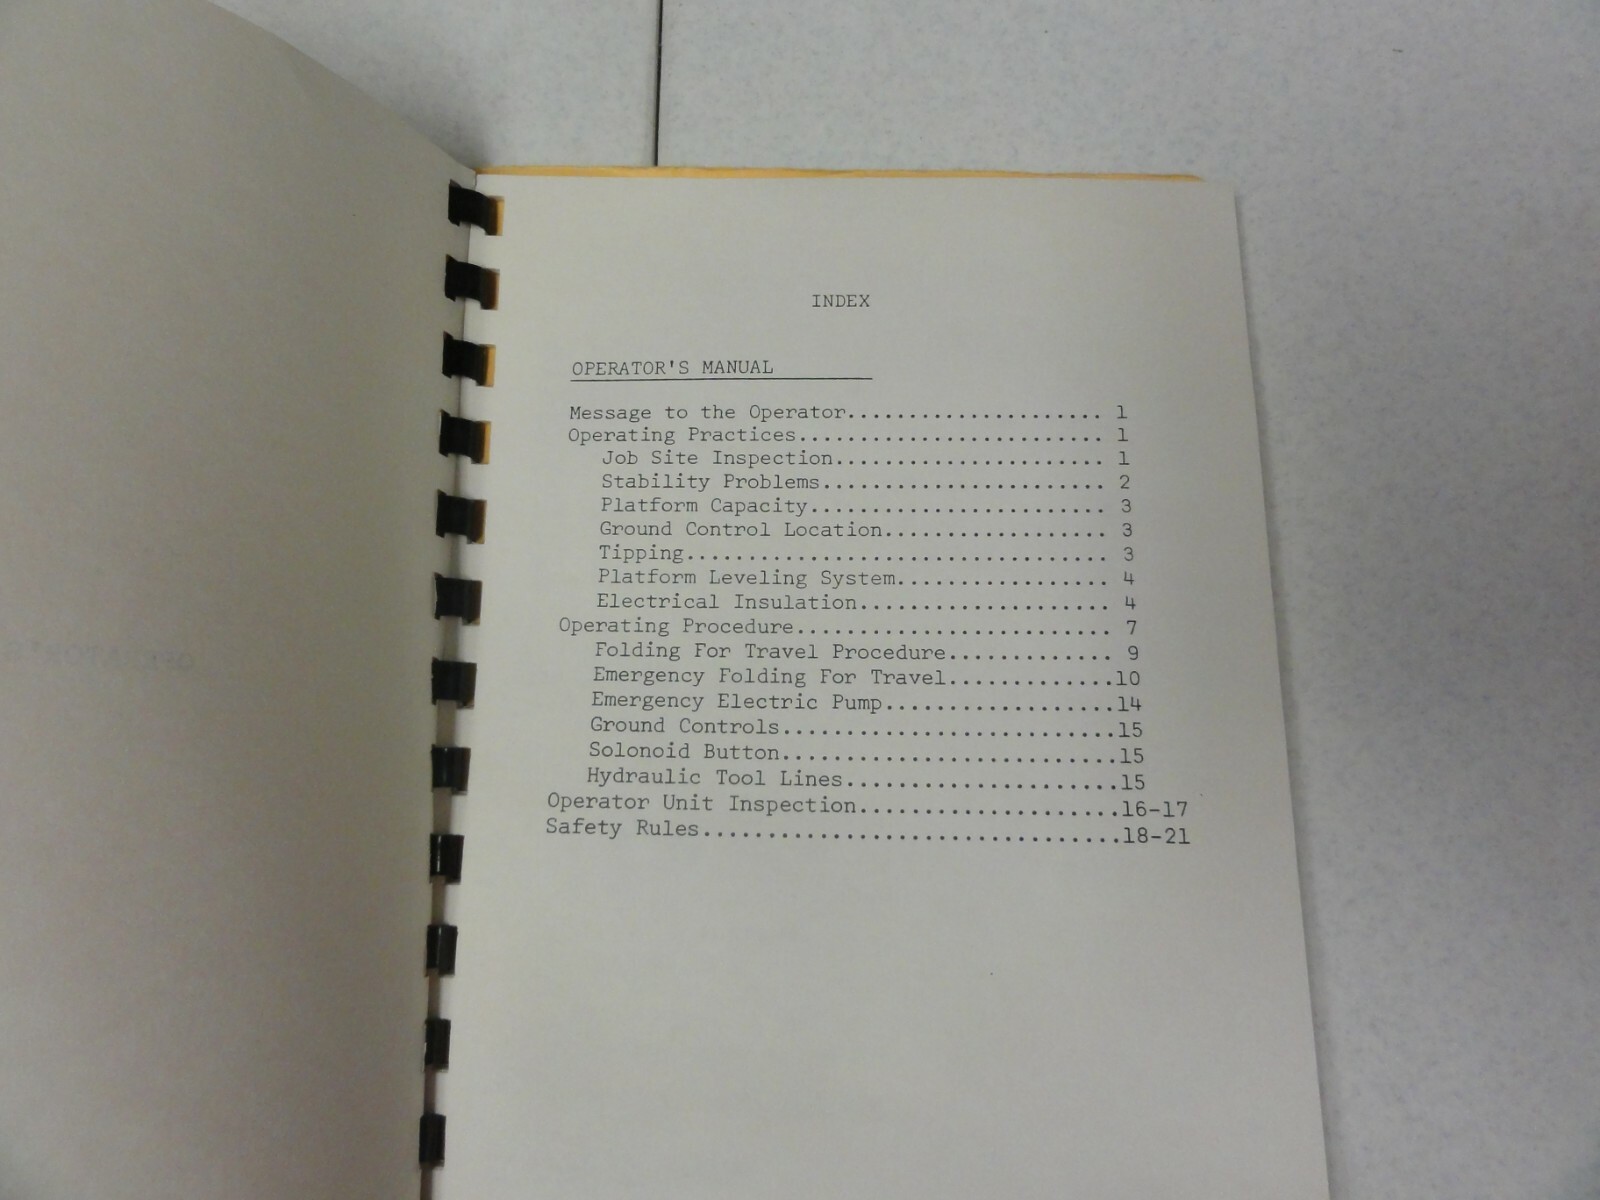 INDEX
OPERATOR'S MANUAL
Message to the Operator..................... 1
Operating Practices......................... 1
Job Site Inspection...................... 1
Stability Problems....................... 2
Platform Capacity........................ 3
Ground Control Location.................. 3
Tipping.................................. 3
Platform Leveling System................. 4
Electrical Insulation.................... 4
Operating Procedure......................... 7
Folding For Travel Procedure............. 9
Emergency Folding For Travel.............10
Emergency Electric Pump..................14
Ground Controls..........................15
Solonoid Button..........................15
Hydraulic Tool Lines.....................15
Operator Unit Inspection....................16-17
Safety Rules................................18-21